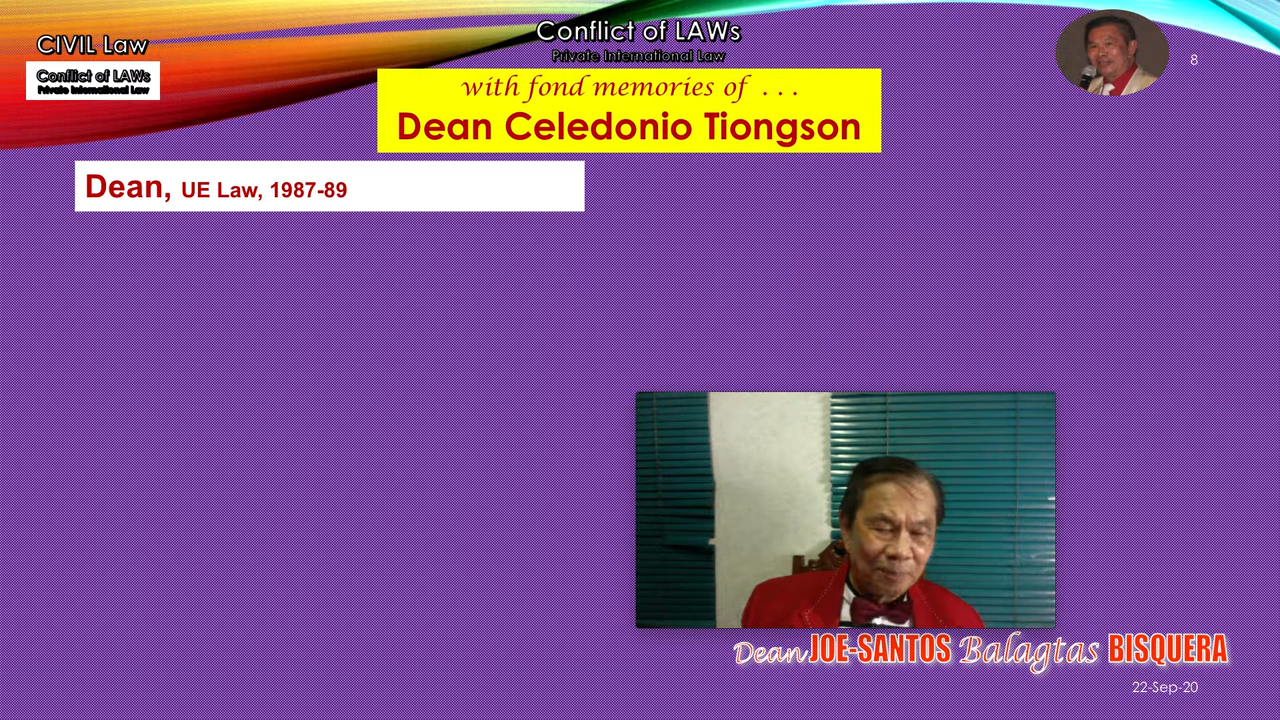 CIVIL Law
Conflict of LAWs
Private International Law
Conflict of LAWs
Private International Law
8
with fond memories of . . .
Dean Celedonio Tiongson
Dean, UE Law, 1987-89
Dean JOE-SANTOS Balagtas BISQUERA
22-Sep-20